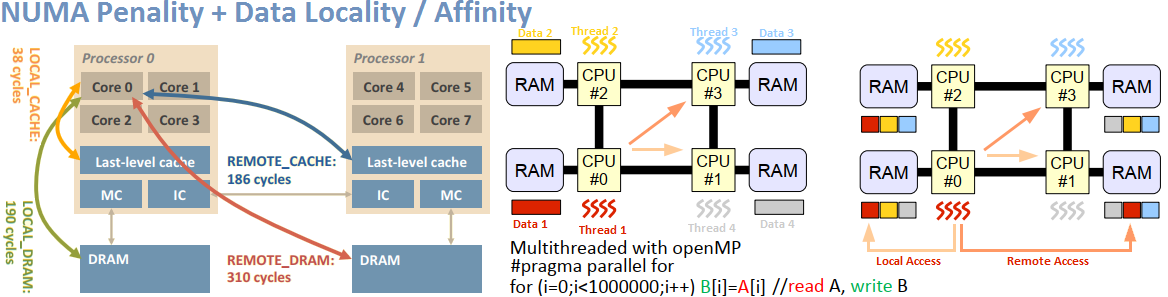 NUMA Penality + Data Locality / Affinity
LOCAL_CACHE:
38 cycles
LOCAL_DRAM:
190 cycles
Processor 0
Core 0
Core 1
Core 2
Core 3
Last-level cache
MC
IC
DRAM
REMOTE_CACHE:
186 cycles
REMOTE_DRAM:
310 cycles
Processor 1
Core 4
Core 5
Core 6
Core 7
Last-level cache
IC
MC
DRAM
Data 2
Thread 2
Thread 3
Data 3
RAM
CPU
#2
CPU
#3
RAM
RAM
CPU
#0
CPU
#1
RAM
Data 1
Thread 1
Thread 4
Data 4
Multithreaded with openMP
#pragma parallel for
for (i=0;i<1000000;i++) B[i]=A[i] //read A, write B
RAM
CPU
#2
CPU
#3
RAM
RAM
CPU
#0
CPU
#1
RAM
Local Access
Remote Access